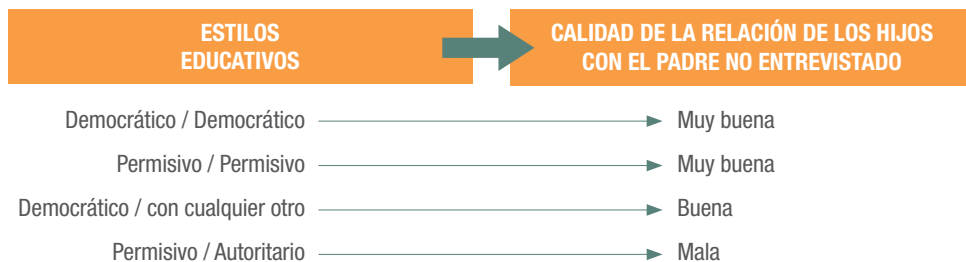 ESTILOS
EDUCATIVOS
CALIDAD DE LA RELACIÓN DE LOS HIJOS
CON EL PADRE NO ENTREVISTADO
Democrático / Democrático
Muy buena
Permisivo / Permisivo
Muy buena
Democrático / con cualquier otro
Buena
Permisivo / Autoritario
Mala